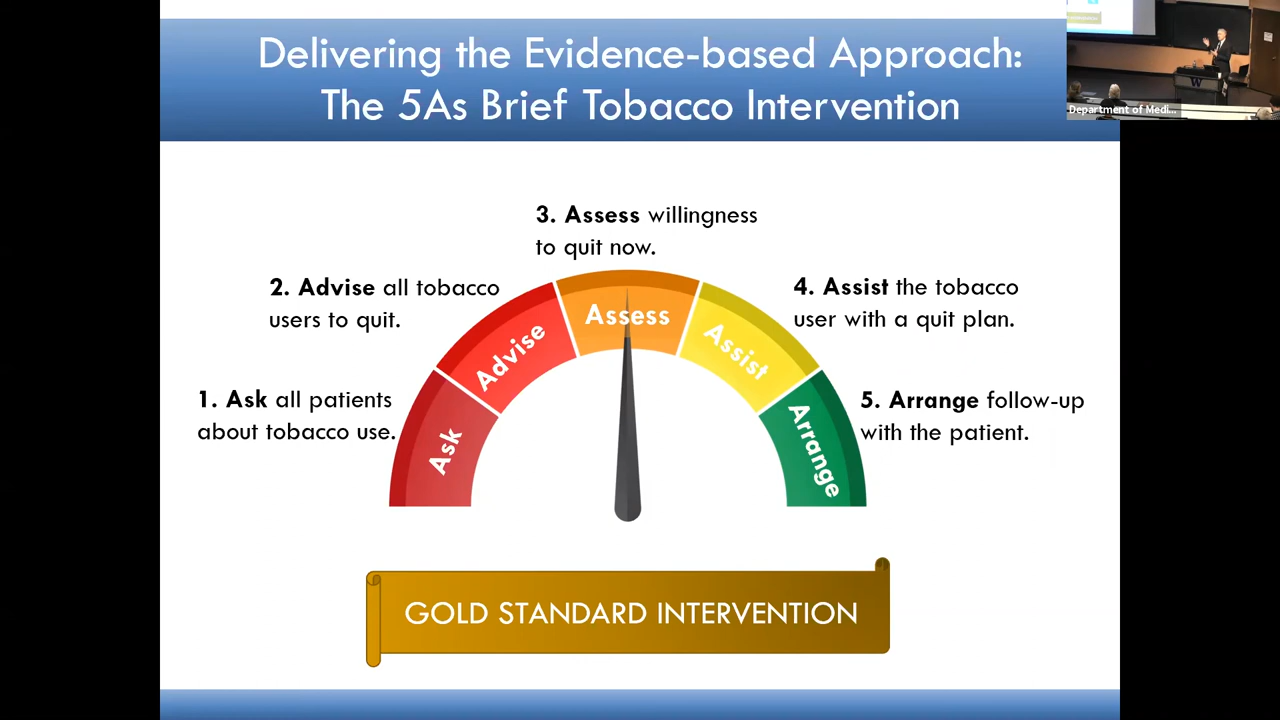 Delivering the Evidence-based Approach:
The 5As Brief Tobacco Intervention
Department of Medi...
3. Assess willingness
to quit now.
2. Advise all tobacco
users to quit.
4. Assist the tobacco
user with a quit plan.
1. Ask all patients
about tobacco use.
5. Arrange follow-up
with the patient.
Ask
Advise
Assess
Assist
Arrange
GOLD STANDARD INTERVENTION
W